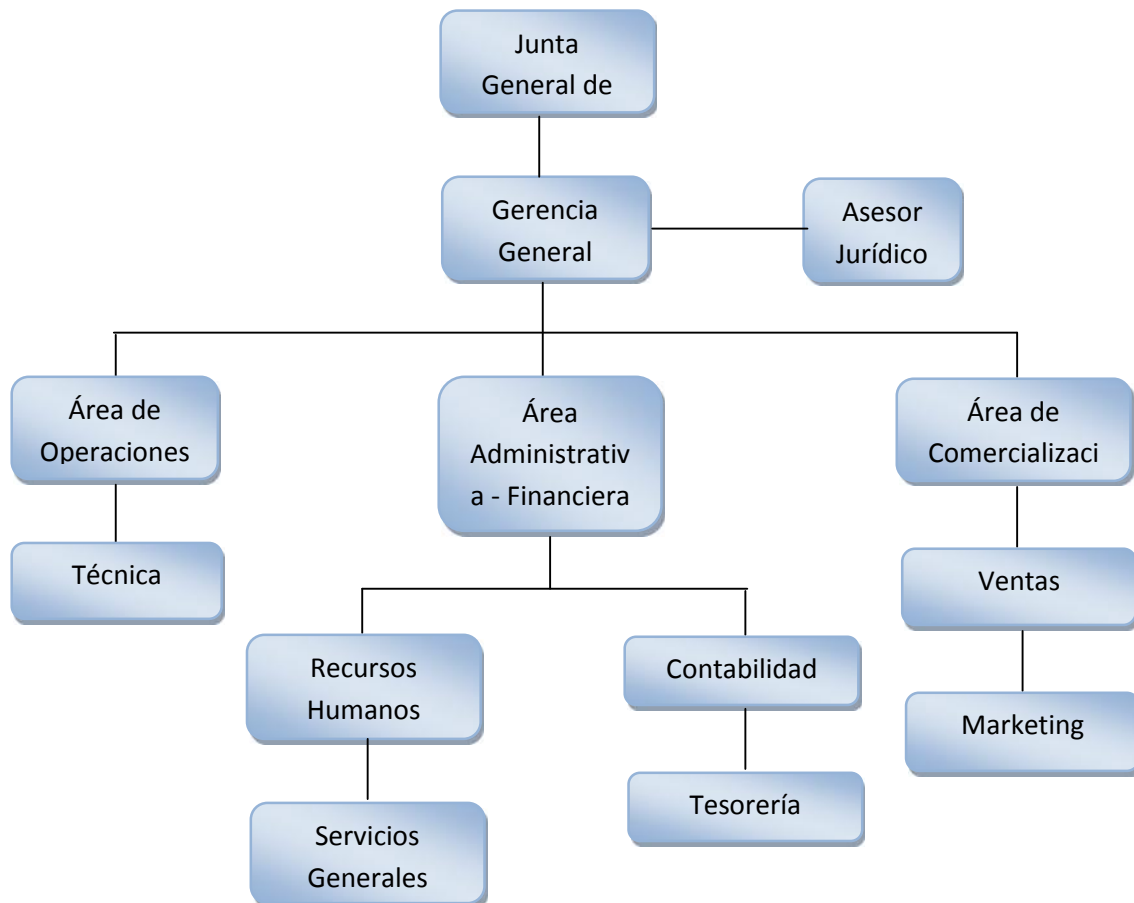 Junta
General de
Gerencia
General
Asesor
Jurídico
Área de
Operaciones
Área
Administrativ
a - Financiera
Área de
Comercializaci
Técnica
Ventas
Recursos
Humanos
Contabilidad
Marketing
Servicios
Generales
Tesorería